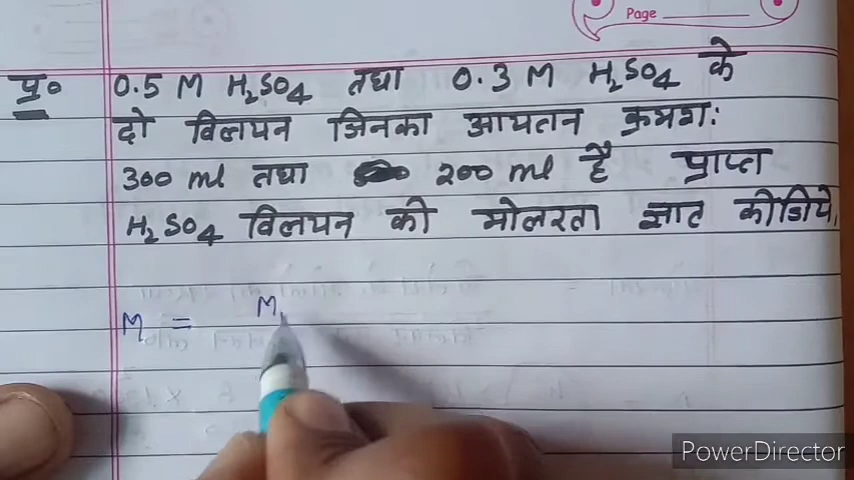 Page
प्र० 0.5 M H₂SO₄ तथा 0.3 M H₂SO₄ के
दो विलयन जिनका आयतन क्रमशः
300 ml तथा 200 ml है प्राप्त
H₂SO₄ विलयन की मोलरता ज्ञात कीजिये,
M = M₁
PowerDirector